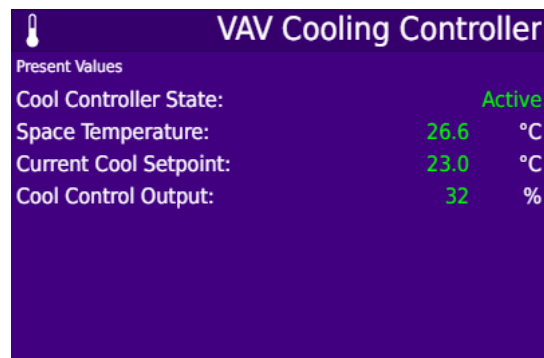 VAV Cooling Controller
Present Values
Cool Controller State: Active
Space Temperature: 26.6 °C
Current Cool Setpoint: 23.0 °C
Cool Control Output: 32 %